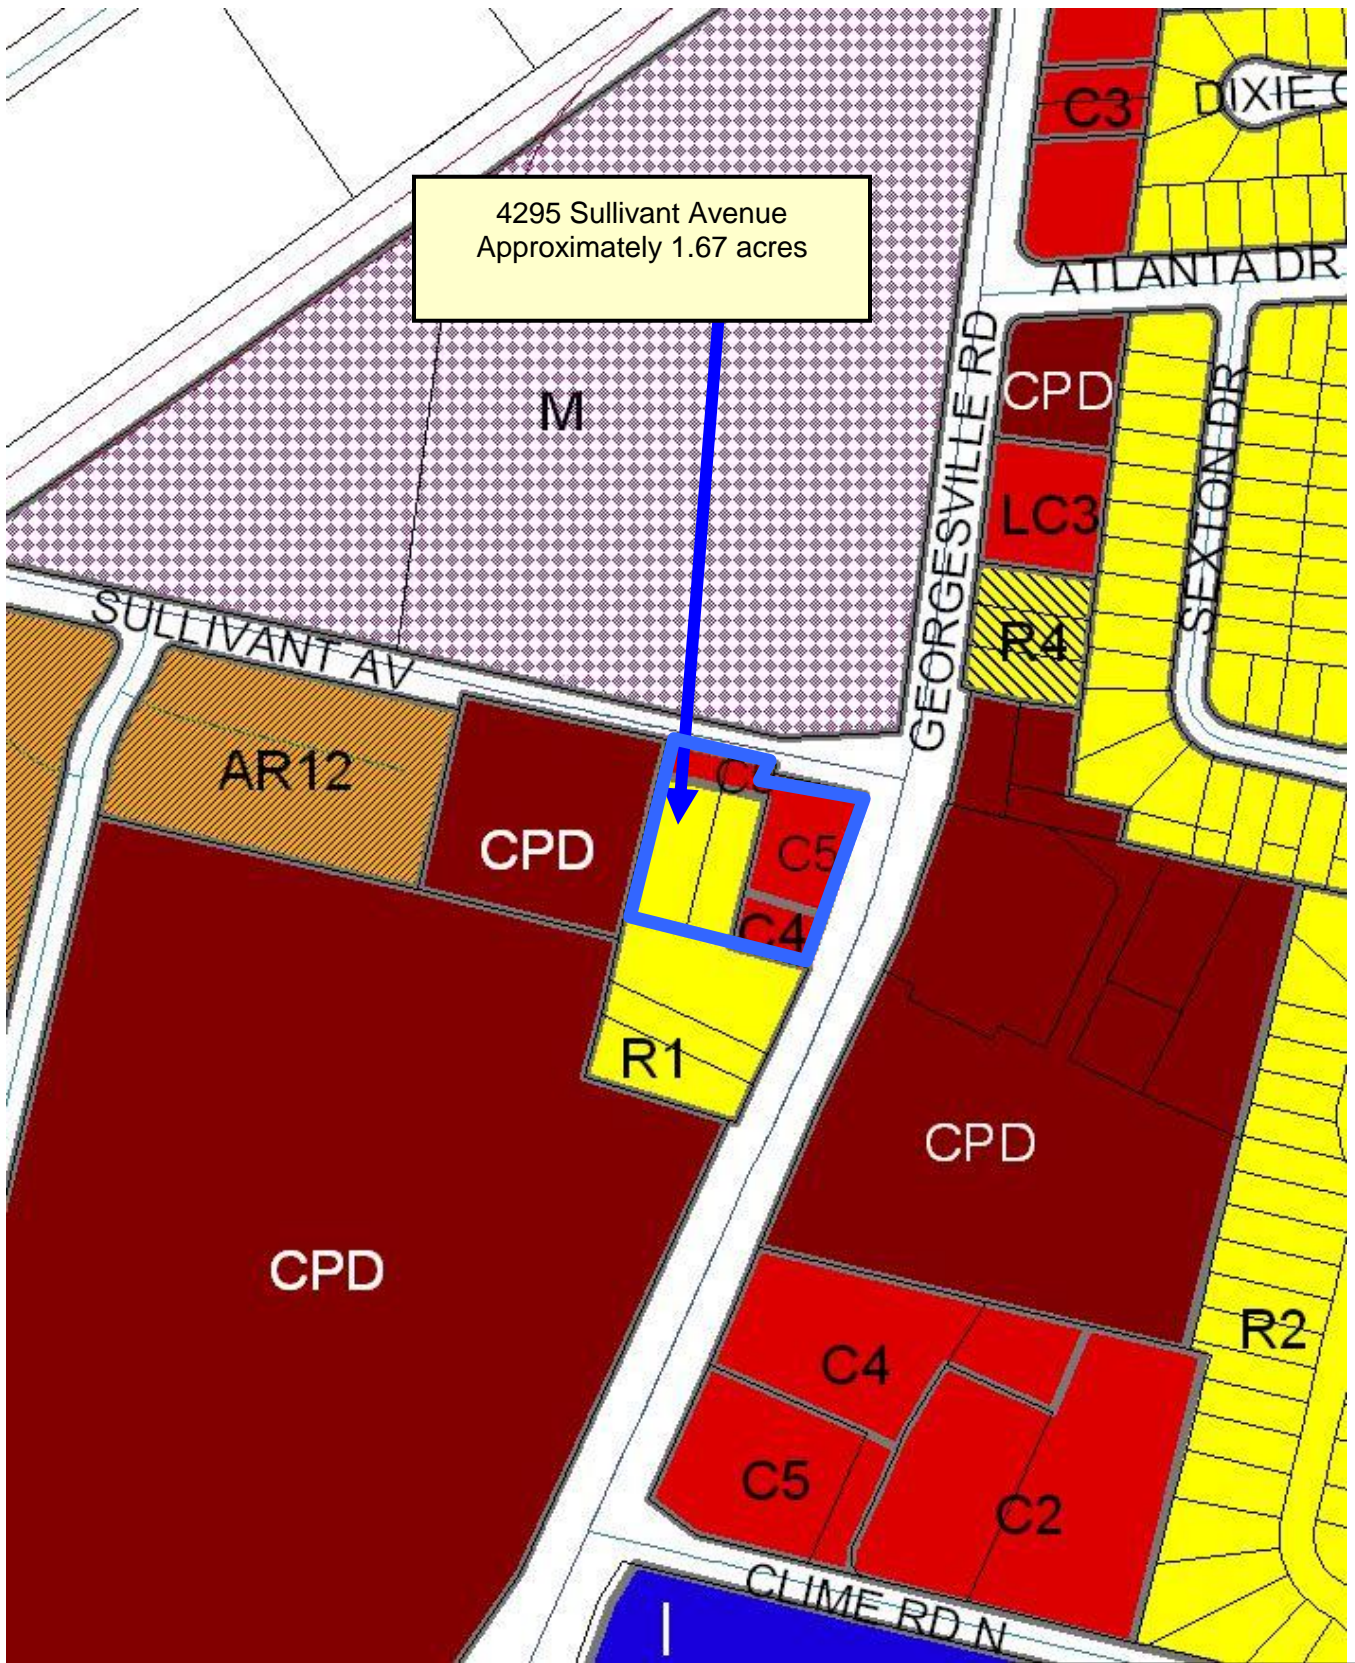 C3
DIXIE C
4295 Sullivant Avenue
Approximately 1.67 acres
ATLANTA DR
GEORGESVILLE RD
CPD
SEXTON DR
M
LC3
R4
SULLIVANT AV
AR12
CPD
C5
C4
R1
CPD
CPD
R2
C4
C5
C2
CLIME RD N
I